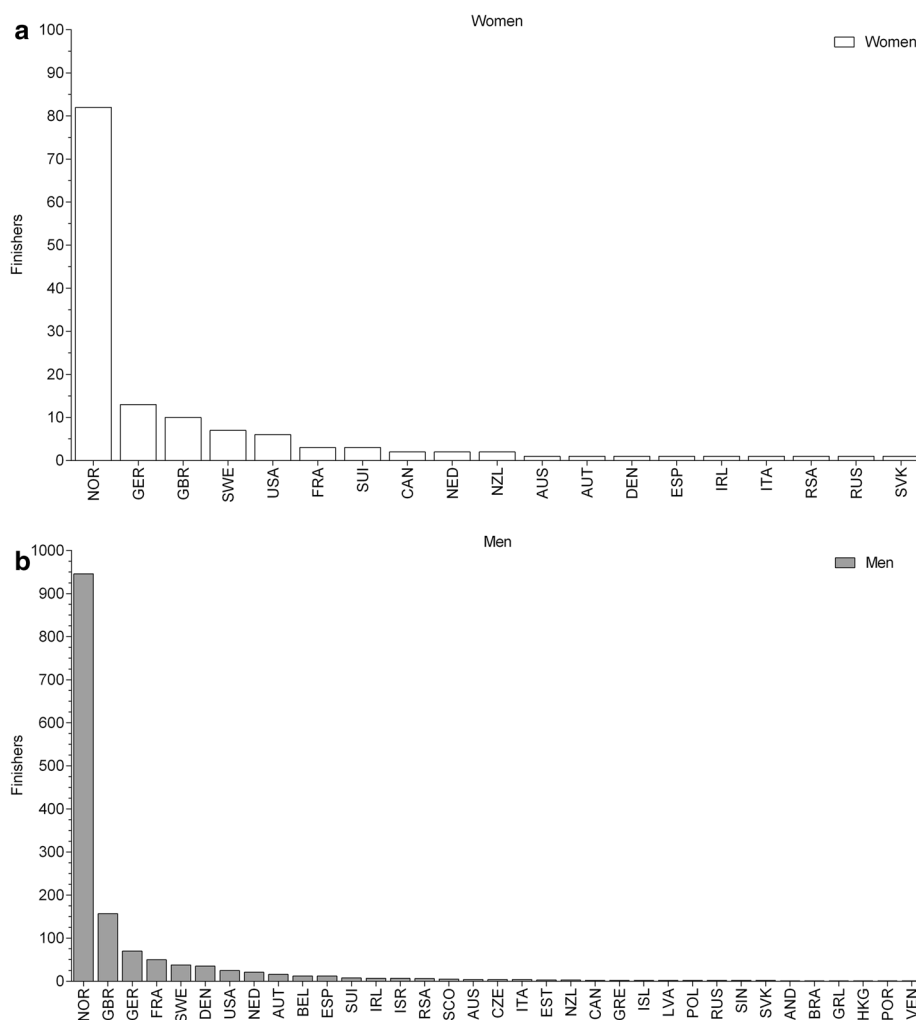 a
Women
Women
100
90
80
70
60
50
40
30
20
10
0
Finishers
NOR GER GBR SWE USA FRA SUI CAN NED NZL AUS AUT DEN ESP IRL ITA RSA RUS SVK
b
Men
Men
1000
900
800
700
600
500
400
300
200
100
0
Finishers
NOR GBR GER FRA SWE DEN USA NED AUT BEL ESP SUI IRL ISR RSA SCO AUS CZE ITA EST NZL CAN GRE ISL LVA POL RUS SIN SVK AND BRA GRL HKG POR VEN